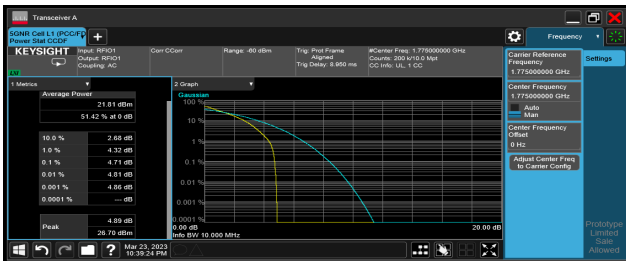 Transceiver A
5GNR Cell L1 (PCC/FD
Power Stat CCDF
KEYSIGHT
Input: RFIO1
Output: RFIO1
Coupling: AC
Corr CCorr
Range: -60 dBm
Trig: Prot Frame
Aligned
Trig Delay: 8.950 ms
#Center Freq: 1.775000000 GHz
Counts: 200 k/10.0 Mpt
CC Info: UL, 1 CC
Frequency
Settings
Carrier Reference
Frequency
1.775000000 GHz
Center Frequency
1.775000000 GHz
Auto
Man
Center Frequency
Offset
0 Hz
Adjust Center Freq
to Carrier Config
1 Metrics
Average Power
21.81 dBm
51.42 % at 0 dB
10.0 % 2.68 dB
1.0 % 4.32 dB
0.1 % 4.71 dB
0.01 % 4.81 dB
0.001 % 4.86 dB
0.0001 % --- dB
Peak
4.89 dB
26.70 dBm
2 Graph
Gaussian
100 %
10 %
1 %
0.1 %
0.01 %
0.001 %
0.0001 %
0.00 dB
20.00 dB
Info BW 10.000 MHz
Prototype
Limited
Sale
Allowed
?
Mar 23, 2023
10:39:24 PM